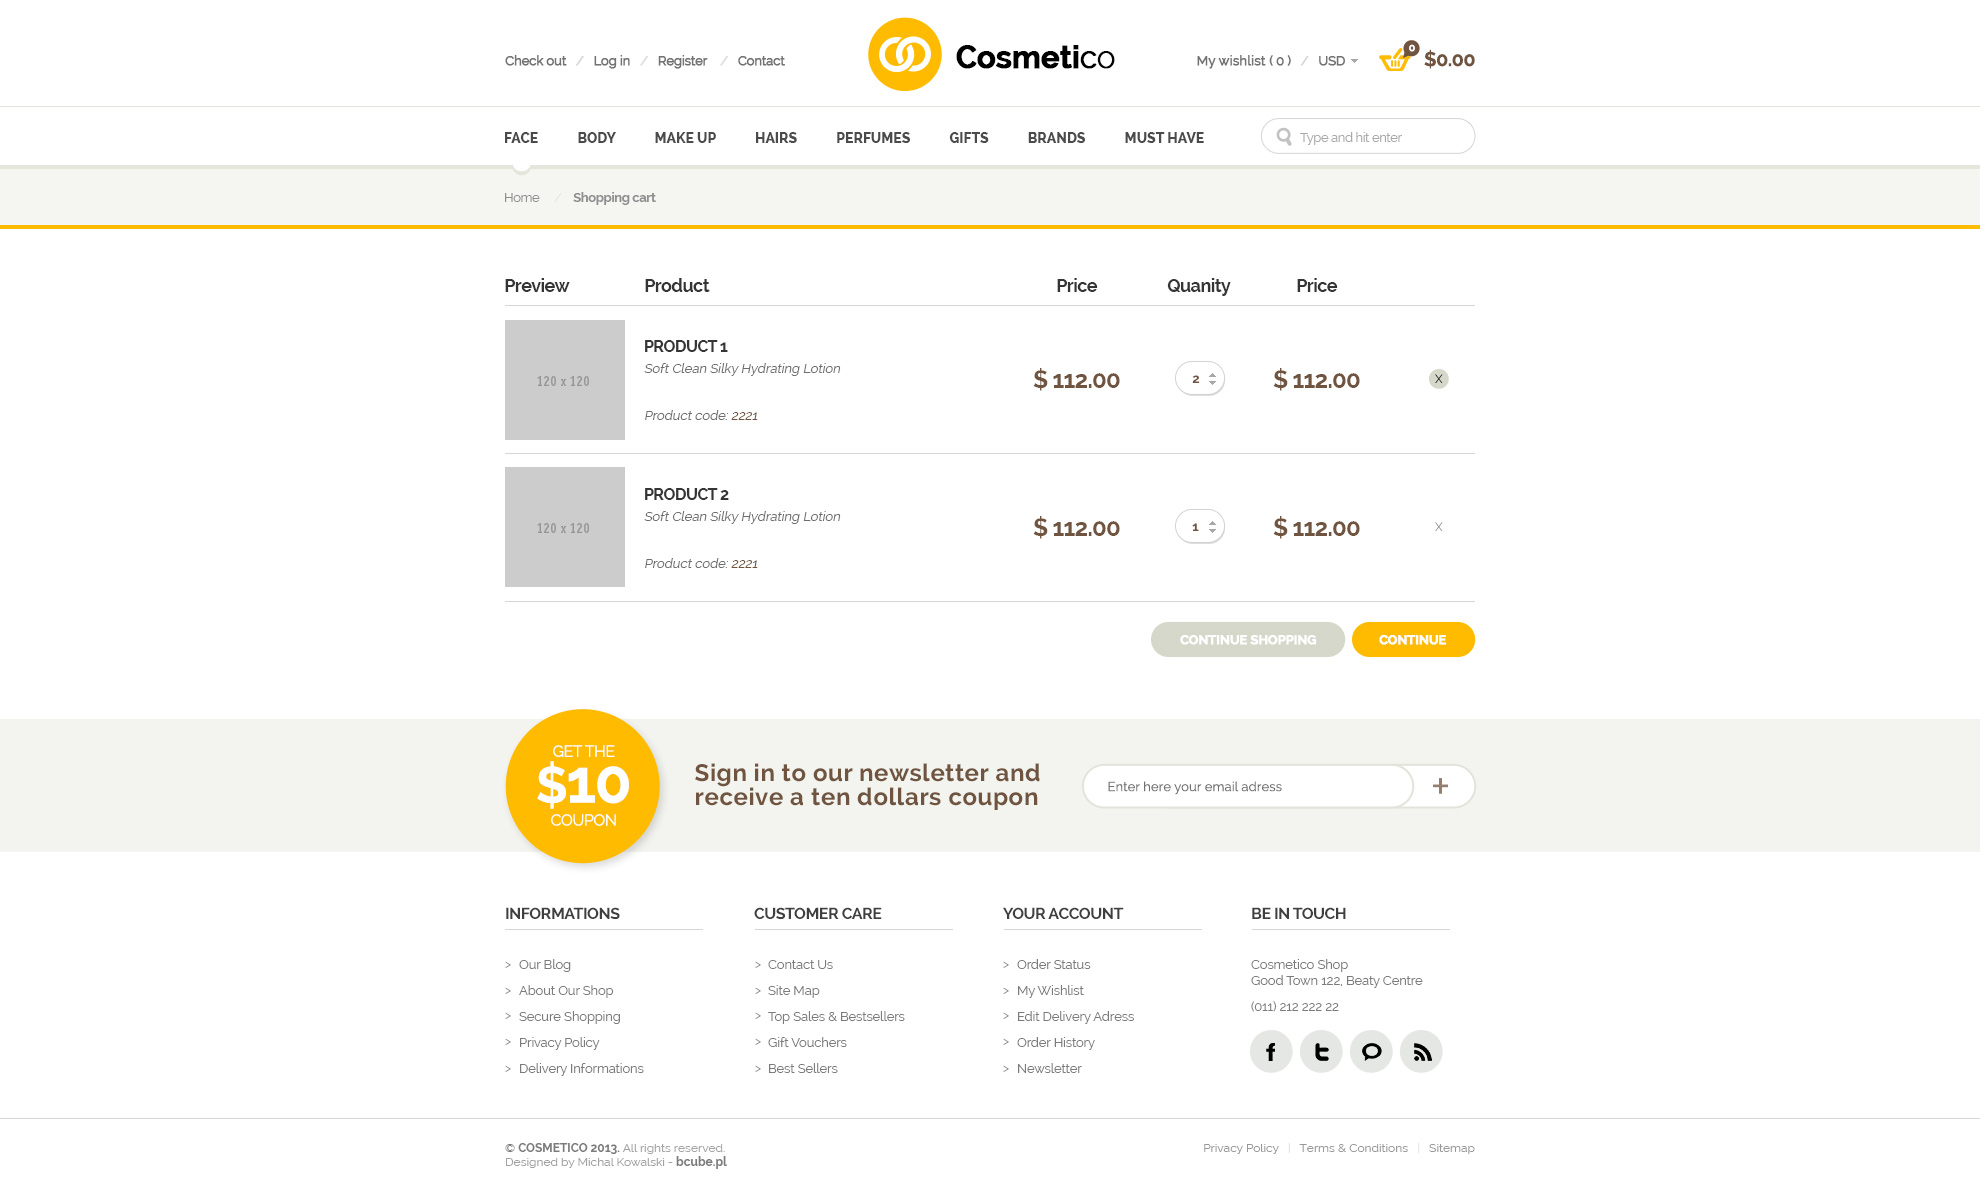 Check out / Log in / Register / Contact
Cosmetico
My wishlist ( 0 ) / USD
0
$0.00
FACE BODY MAKE UP HAIRS PERFUMES GIFTS BRANDS MUST HAVE
Type and hit enter
Home / Shopping cart
Preview Product Price Quanity Price
120 x 120
PRODUCT 1
Soft Clean Silky Hydrating Lotion
Product code: 2221
$ 112.00 2 $ 112.00 X
120 x 120
PRODUCT 2
Soft Clean Silky Hydrating Lotion
Product code: 2221
$ 112.00 1 $ 112.00 X
CONTINUE SHOPPING CONTINUE
GET THE
$10
COUPON
Sign in to our newsletter and
receive a ten dollars coupon
Enter here your email adress +
INFORMATIONS
> Our Blog
> About Our Shop
> Secure Shopping
> Privacy Policy
> Delivery Informations
CUSTOMER CARE
> Contact Us
> Site Map
> Top Sales & Bestsellers
> Gift Vouchers
> Best Sellers
YOUR ACCOUNT
> Order Status
> My Wishlist
> Edit Delivery Adress
> Order History
> Newsletter
BE IN TOUCH
Cosmetico Shop
Good Town 122, Beaty Centre
(011) 212 222 22
© COSMETICO 2013. All rights reserved.
Designed by Michal Kowalski - bcube.pl
Privacy Policy | Terms & Conditions | Sitemap